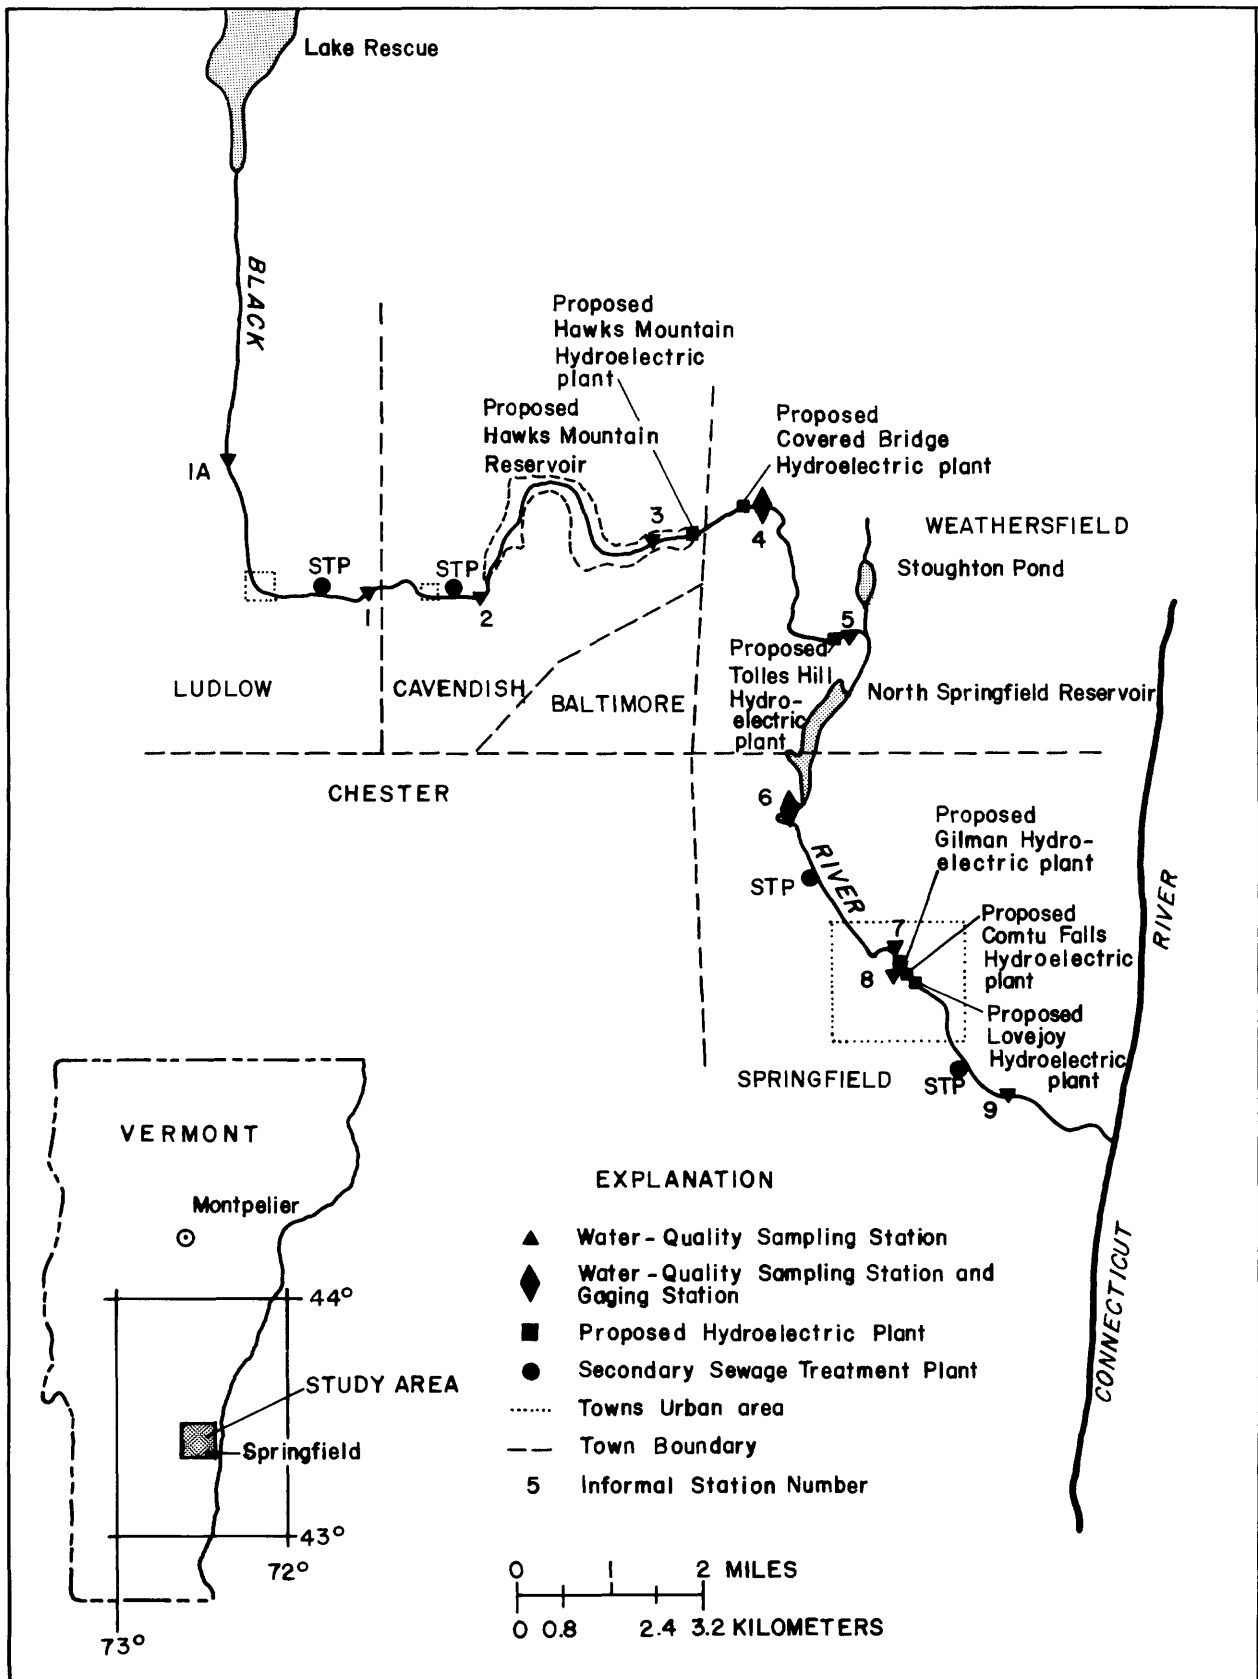 Lake Rescue
BLACK
Proposed
Hawks Mountain
Hydroelectric
plant
Proposed
Hawks Mountain
Reservoir
Proposed
Covered Bridge
Hydroelectric plant
1A
3
4
WEATHERSFIELD
STP
STP
Stoughton Pond
1
2
5
Proposed
Tolles Hill
Hydro-
electric
plant
LUDLOW
CAVENDISH
BALTIMORE
North Springfield Reservoir
CHESTER
6
Proposed
Gilman Hydro-
electric plant
RIVER
STP
RIVER
7
Proposed
Comtu Falls
Hydroelectric
plant
8
Proposed
Lovejoy
Hydroelectric
plant
SPRINGFIELD
STP
9
CONNECTICUT
VERMONT
Montpelier
44°
STUDY AREA
Springfield
43°
72°
73°
EXPLANATION
Water-Quality Sampling Station
Water-Quality Sampling Station and
Gaging Station
Proposed Hydroelectric Plant
Secondary Sewage Treatment Plant
Towns Urban area
Town Boundary
5 Informal Station Number
0 1 2 MILES
0 0.8 2.4 3.2 KILOMETERS